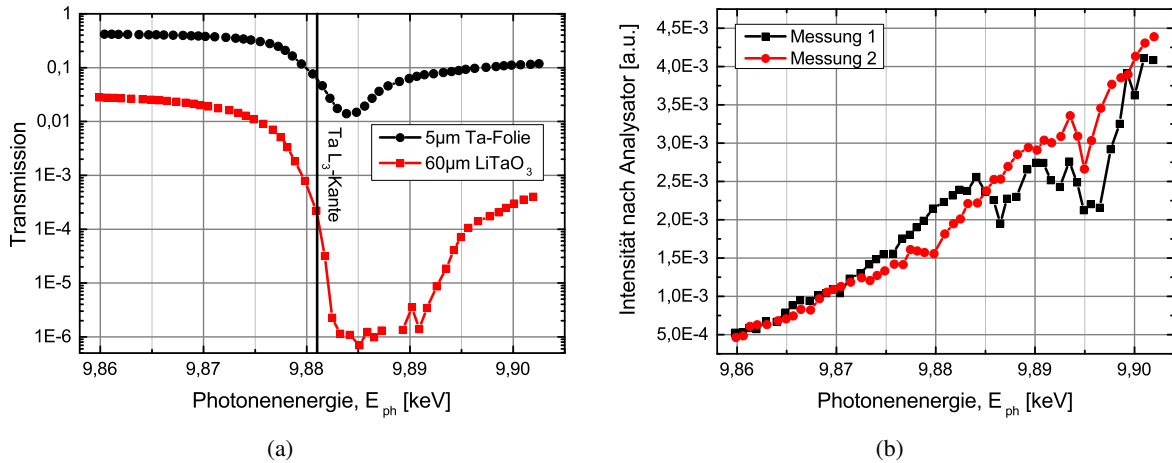 1
0,1
0,01
1E-3
1E-4
1E-5
1E-6
Transmission
Ta L3-Kante
5µm Ta-Folie
60µm LiTaO3
9,86
9,87
9,88
9,89
9,90
Photonenenergie, E ph [keV]
(a)
4,5E-3
4,0E-3
3,5E-3
3,0E-3
2,5E-3
2,0E-3
1,5E-3
1,0E-3
5,0E-4
Intensität nach Analysator [a.u.]
Messung 1
Messung 2
9,86
9,87
9,88
9,89
9,90
Photonenenergie, E ph [keV]
(b)